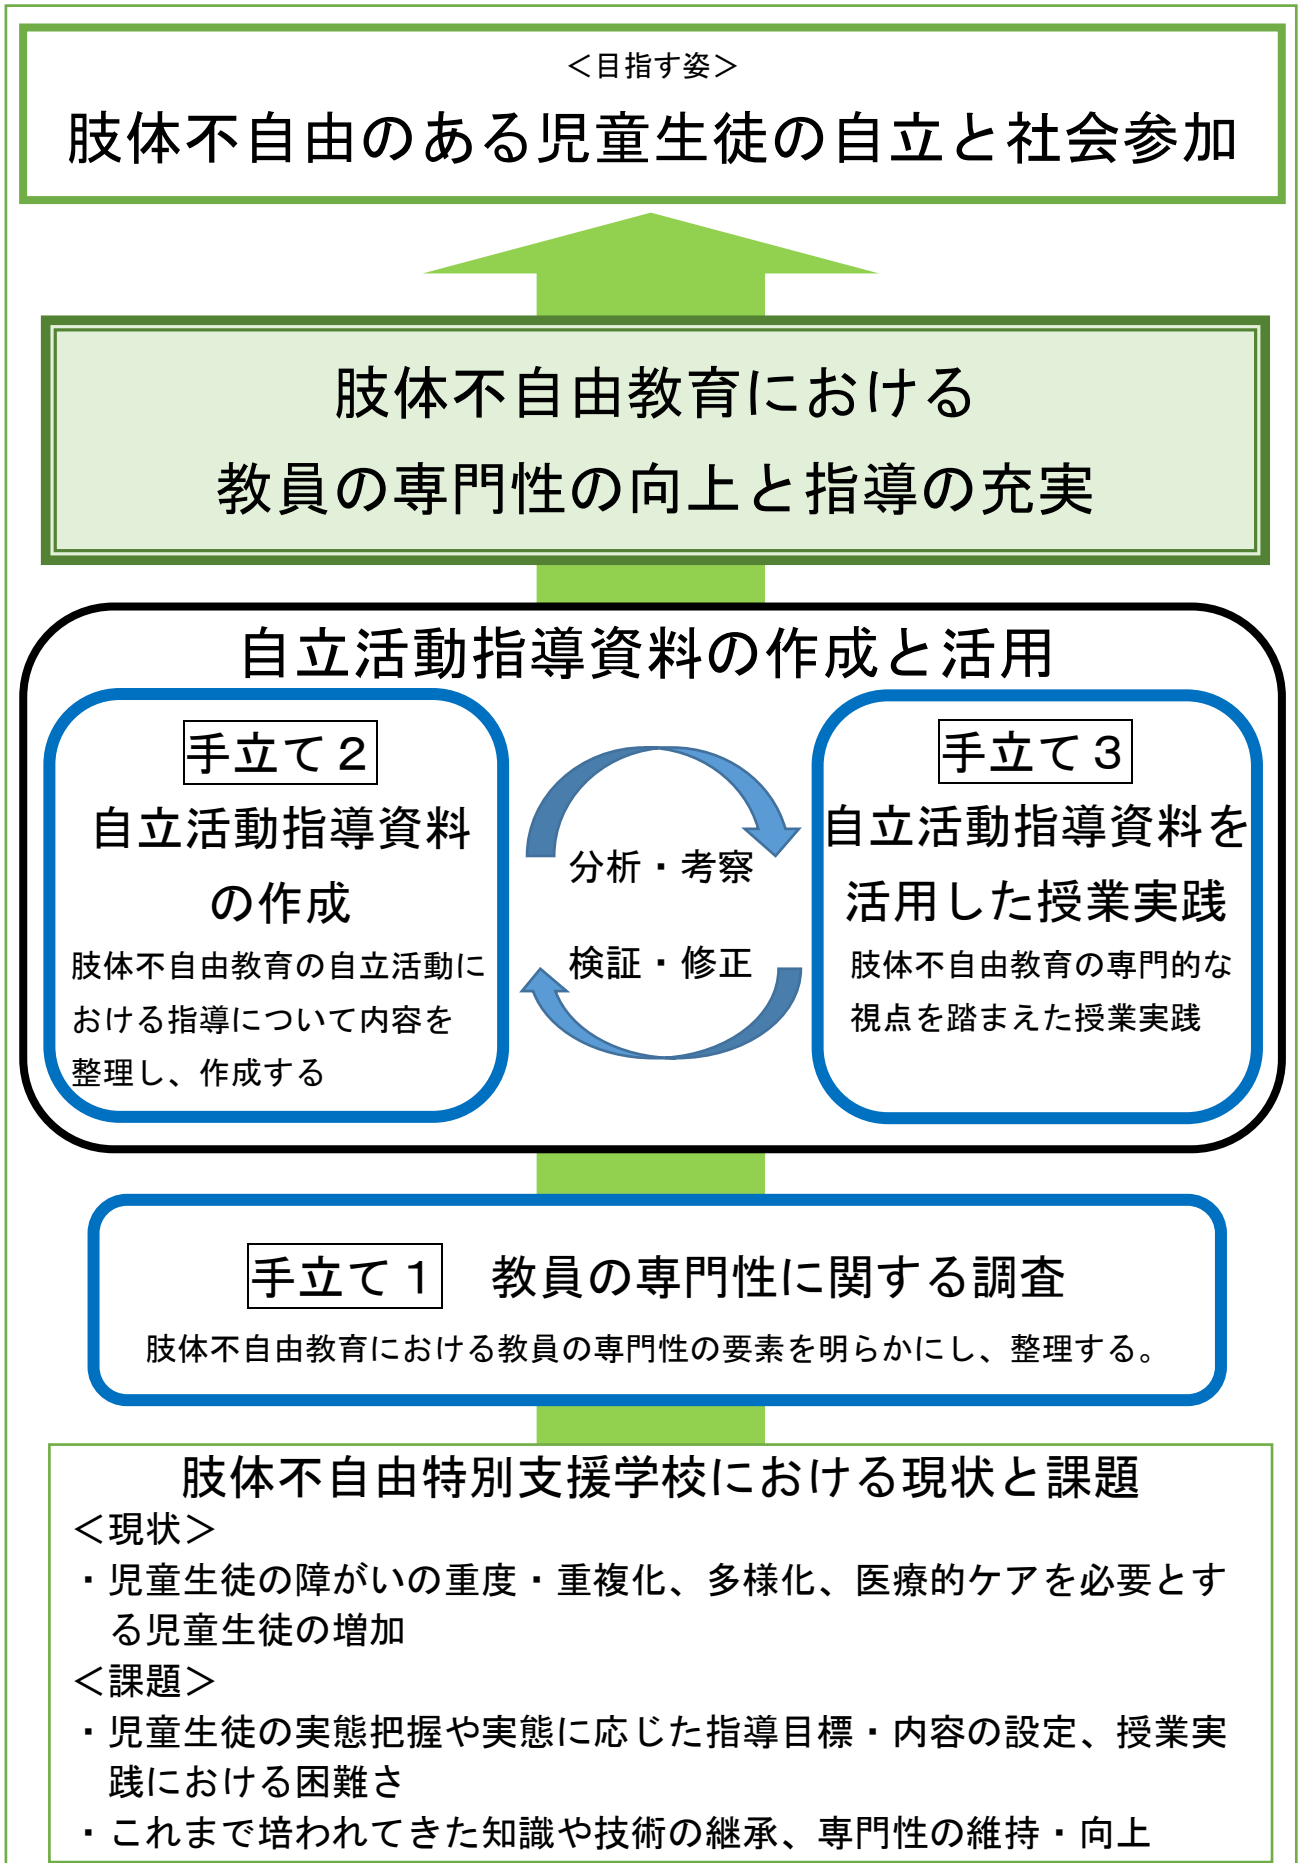 ＜目指す姿＞
肢体不自由のある児童生徒の自立と社会参加
肢体不自由教育における
教員の専門性の向上と指導の充実
自立活動指導資料の作成と活用
手立て２
自立活動指導資料
の作成
肢体不自由教育の自立活動に
おける指導について内容を
整理し、作成する
分析・考察
検証・修正
手立て３
自立活動指導資料を
活用した授業実践
肢体不自由教育の専門的な
視点を踏まえた授業実践
手立て１　教員の専門性に関する調査
肢体不自由教育における教員の専門性の要素を明らかにし、整理する。
肢体不自由特別支援学校における現状と課題
＜現状＞
・児童生徒の障がいの重度・重複化、多様化、医療的ケアを必要とす
る児童生徒の増加
＜課題＞
・児童生徒の実態把握や実態に応じた指導目標・内容の設定、授業実
践における困難さ
・これまで培われてきた知識や技術の継承、専門性の維持・向上